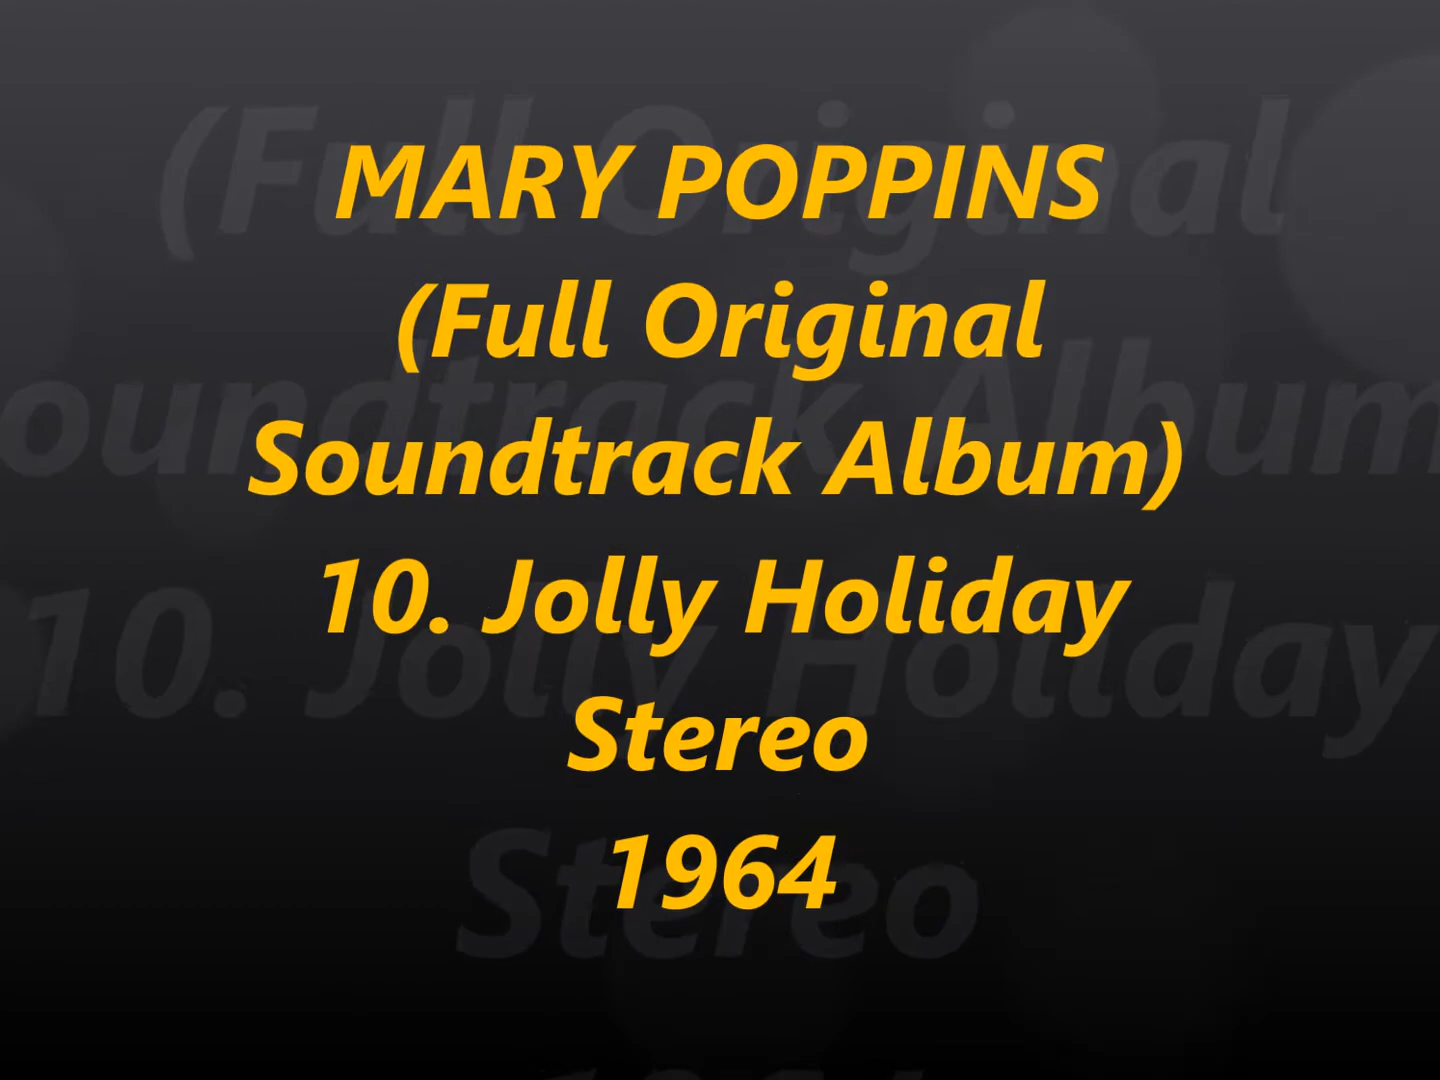 MARY POPPINS
(Full Original
Soundtrack Album)
10. Jolly Holiday
Stereo
1964